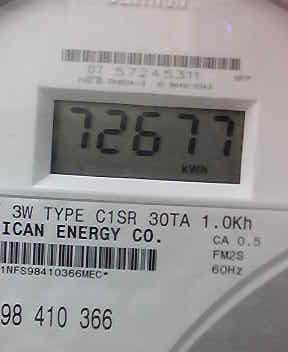 07 57245311
72677
kWh
3W TYPE C1SR 30TA 1.0Kh
ICAN ENERGY CO.
CA 0.5
FM2S
60Hz
1NFS98410366MEC*
98 410 366